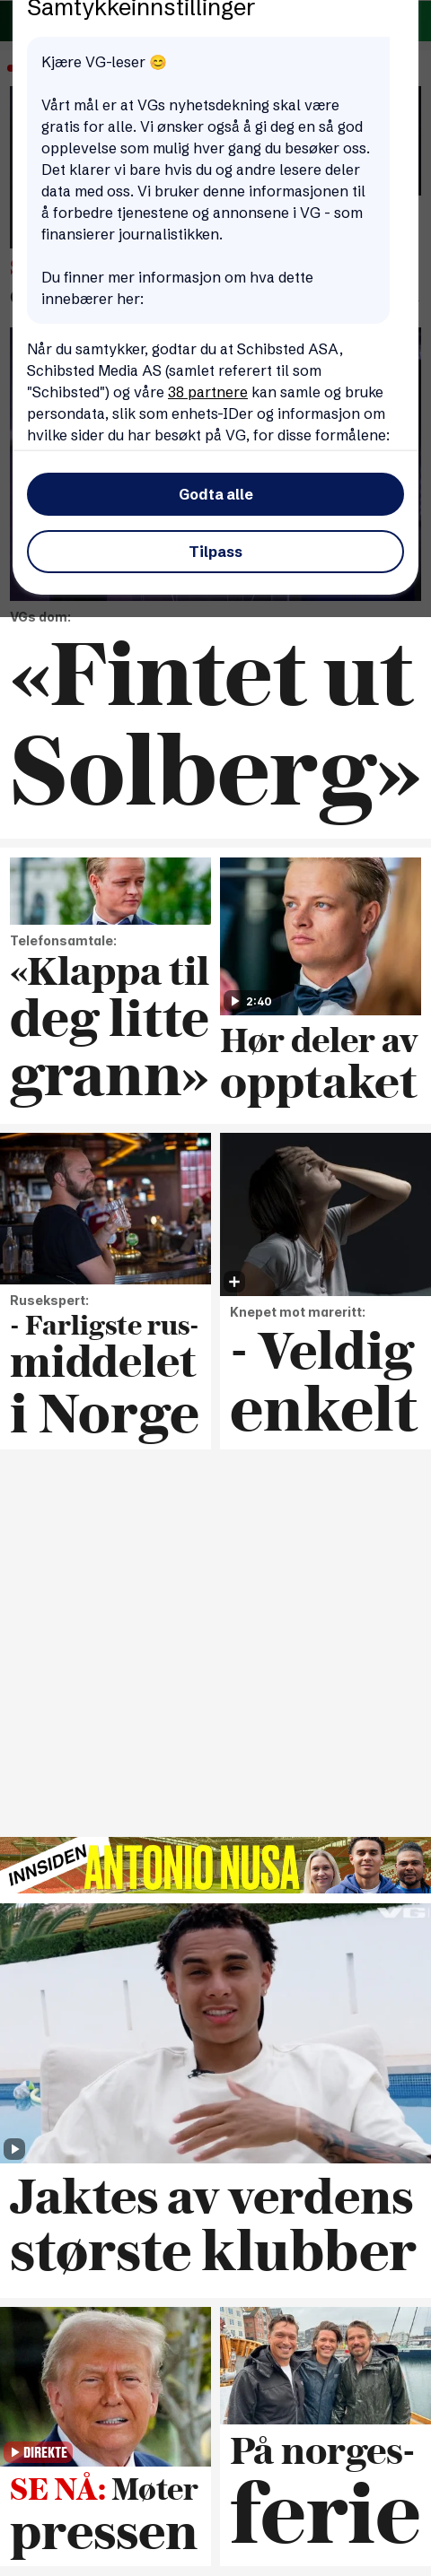 Samtykkeinnstillinger
Kjære VG-leser 😊
Vårt mål er at VGs nyhetsdekning skal være
gratis for alle. Vi ønsker også å gi deg en så god
opplevelse som mulig hver gang du besøker oss.
Det klarer vi bare hvis du og andre lesere deler
data med oss. Vi bruker denne informasjonen til
å forbedre tjenestene og annonsene i VG - som
finansierer journalistikken.
Du finner mer informasjon om hva dette
innebærer her:
Når du samtykker, godtar du at Schibsted ASA,
Schibsted Media AS (samlet referert til som
"Schibsted") og våre 38 partnere kan samle og bruke
persondata, slik som enhets-IDer og informasjon om
hvilke sider du har besøkt på VG, for disse formålene:
Godta alle
Tilpass
VGs dom:
«Fintet ut
Solberg»
Telefonsamtale:
«Klappa til
deg litte
grann»
2:40
Hør deler av
opptaket
Rusekspert:
- Farligste rus-
middelet
i Norge
Knepet mot mareritt:
- Veldig
enkelt
INNSIDEN
ANTONIO NUSA
VG
Jaktes av verdens
største klubber
DIREKTE
SE NÅ: Møter
pressen
På norges-
ferie